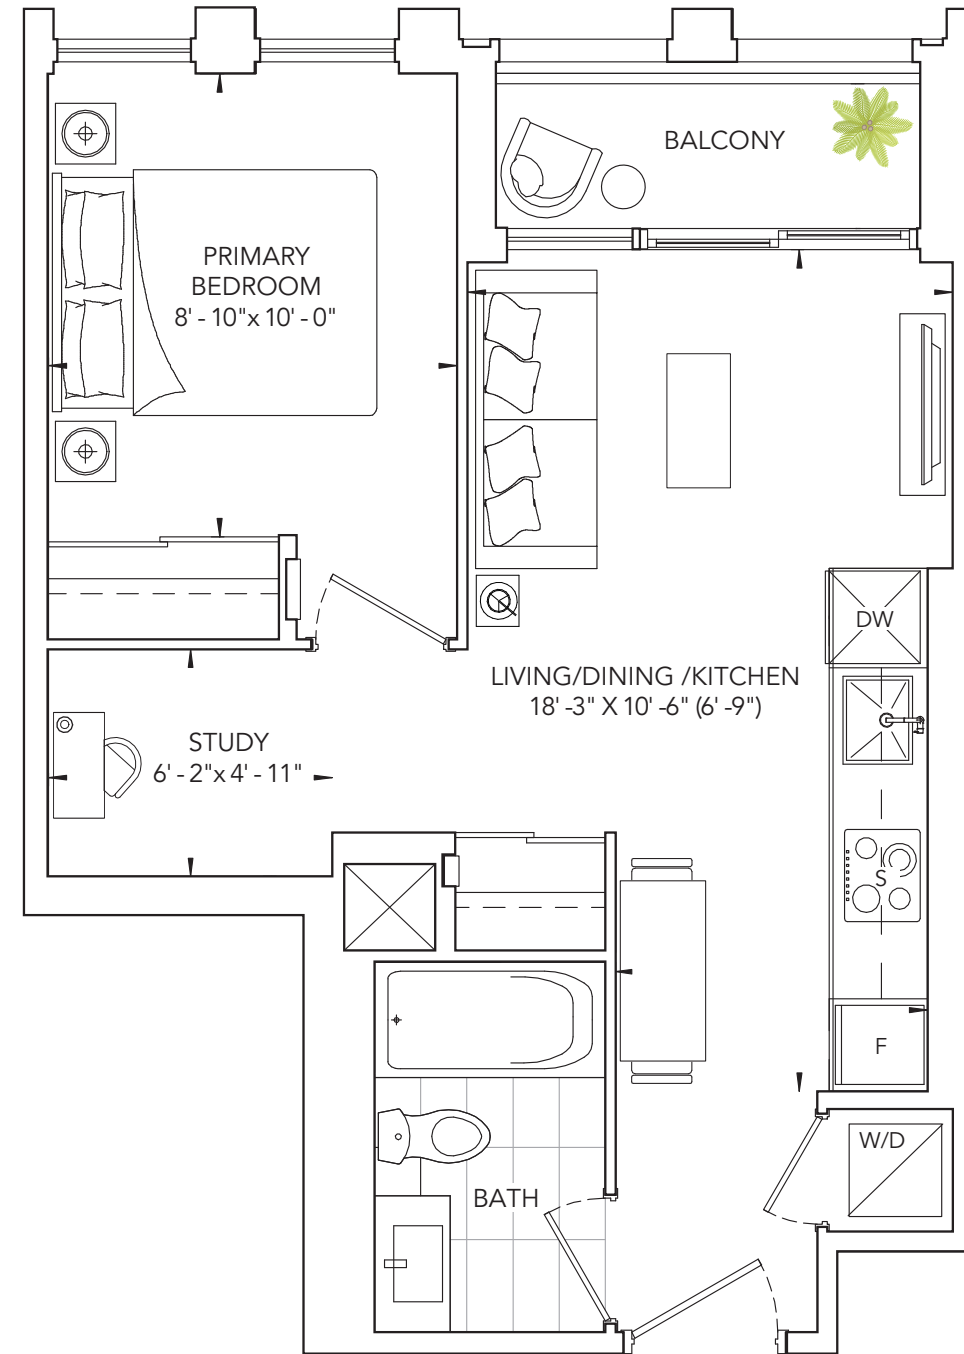 BALCONY
PRIMARY
BEDROOM
8' - 10"x 10' - 0"
DW
LIVING/DINING /KITCHEN
18' -3" X 10' -6" (6' -9")
STUDY
6' - 2"x 4' - 11"
S
F
W/D
BATH